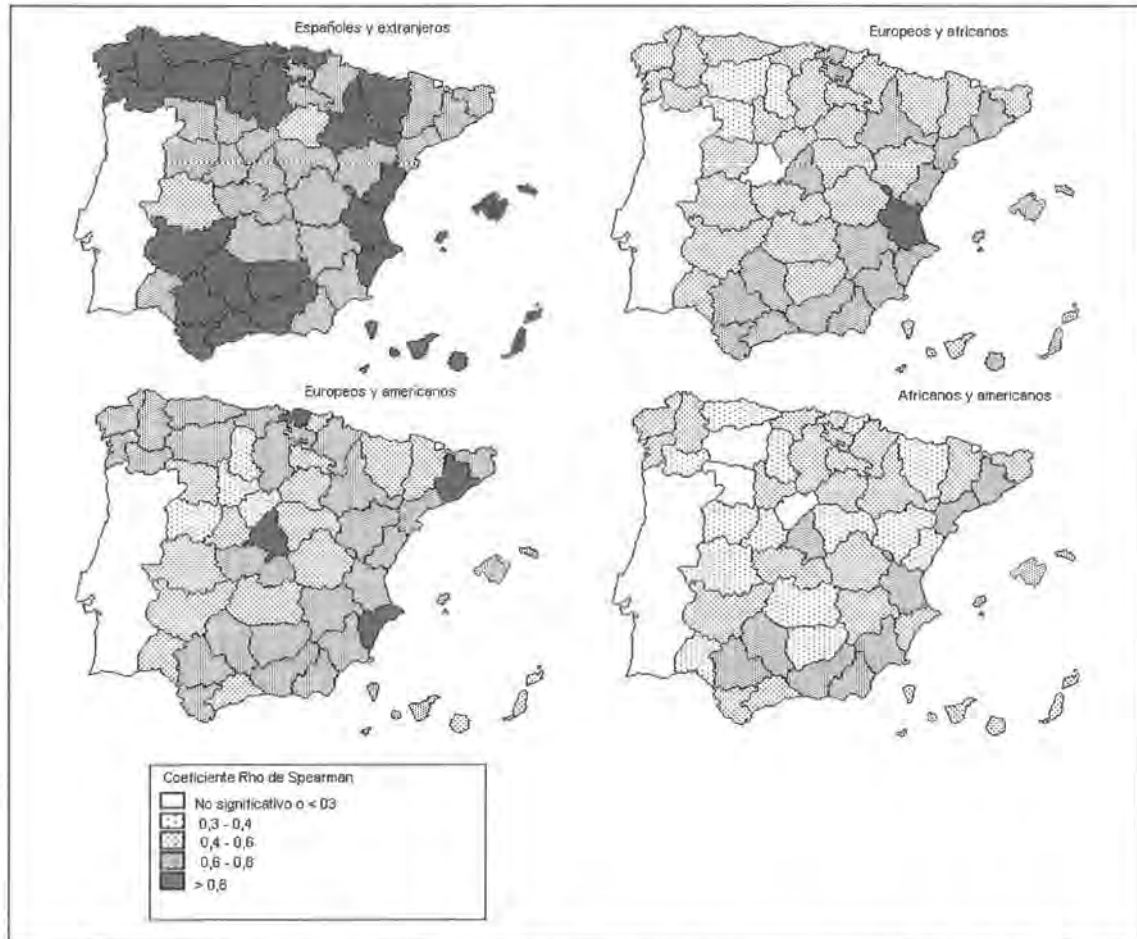 Españoles y extranjeros
Europeos y africanos
Europeos y americanos
Africanos y americanos
Coeficiente Rho de Spearman
No significativo o < 03
0,3 - 0,4
0,4 - 0,6
0,6 - 0,8
> 0,8